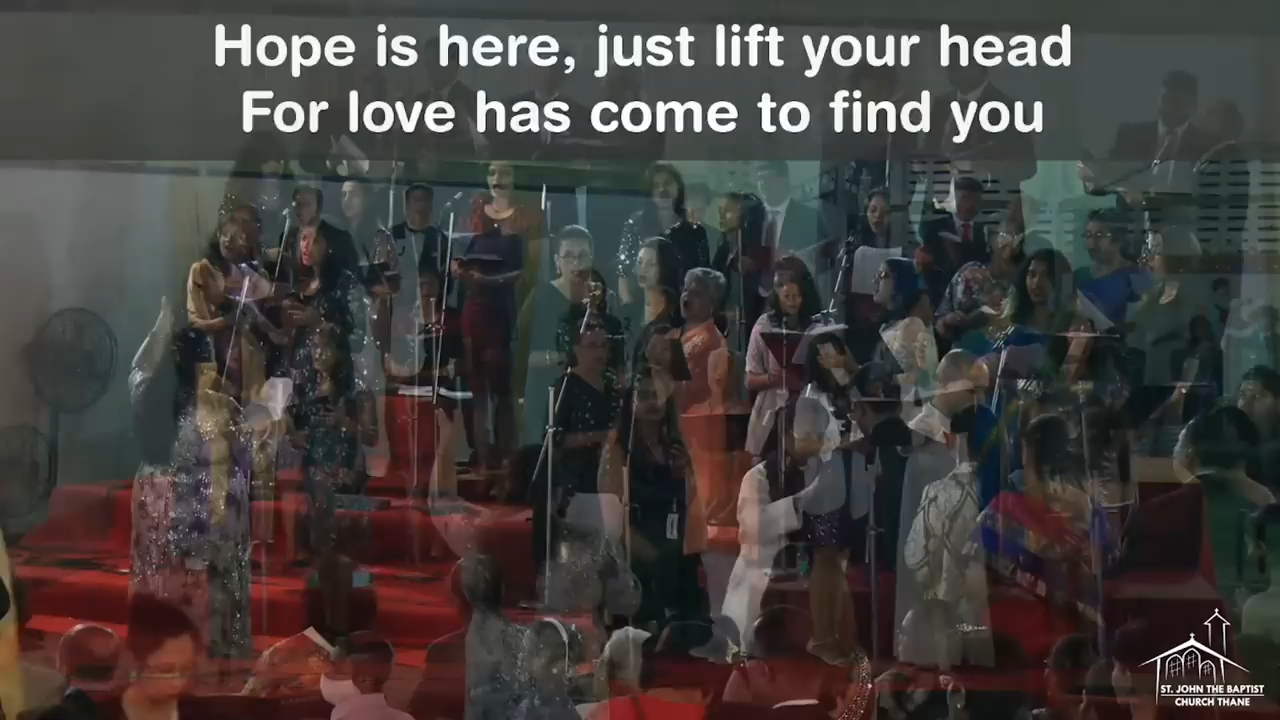 Hope is here, just lift your head
For love has come to find you
ST. JOHN THE BAPTIST
CHURCH THANE